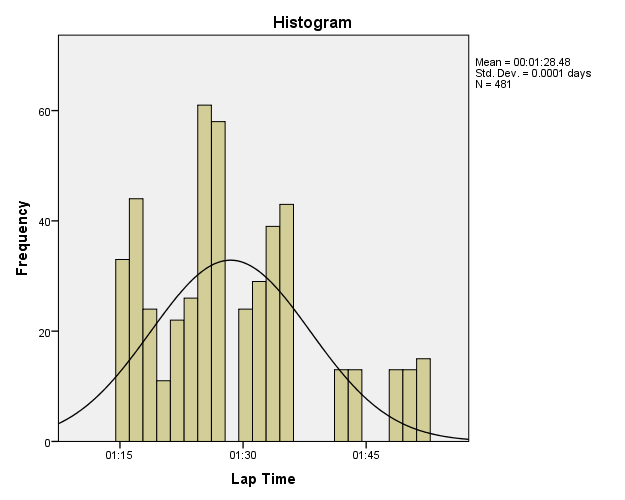 Histogram
Mean = 00:01:28.48
Std. Dev. = 0.0001 days
N = 481
60
40
20
0
Frequency
01:15
01:30
01:45
Lap Time